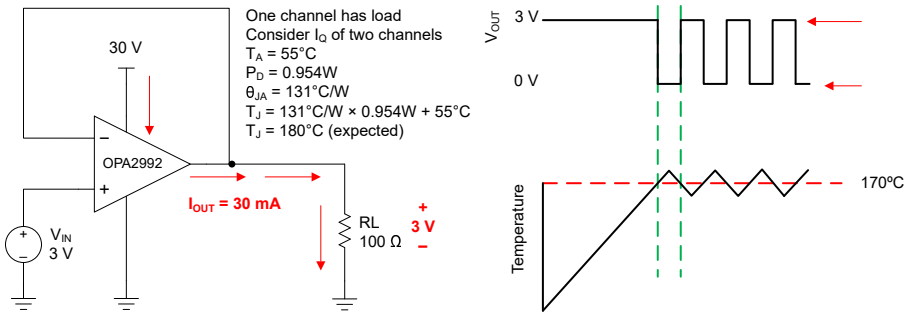 One channel has load
Consider IQ of two channels
TA = 55°C
PD = 0.954W
θJA = 131°C/W
TJ = 131°C/W × 0.954W + 55°C
TJ = 180°C (expected)
30 V
–
OPA2992
+
IOUT = 30 mA
+
3 V
–
RL
100 Ω
+
–
VIN
3 V
VOUT
3 V
0 V
Temperature
170ºC